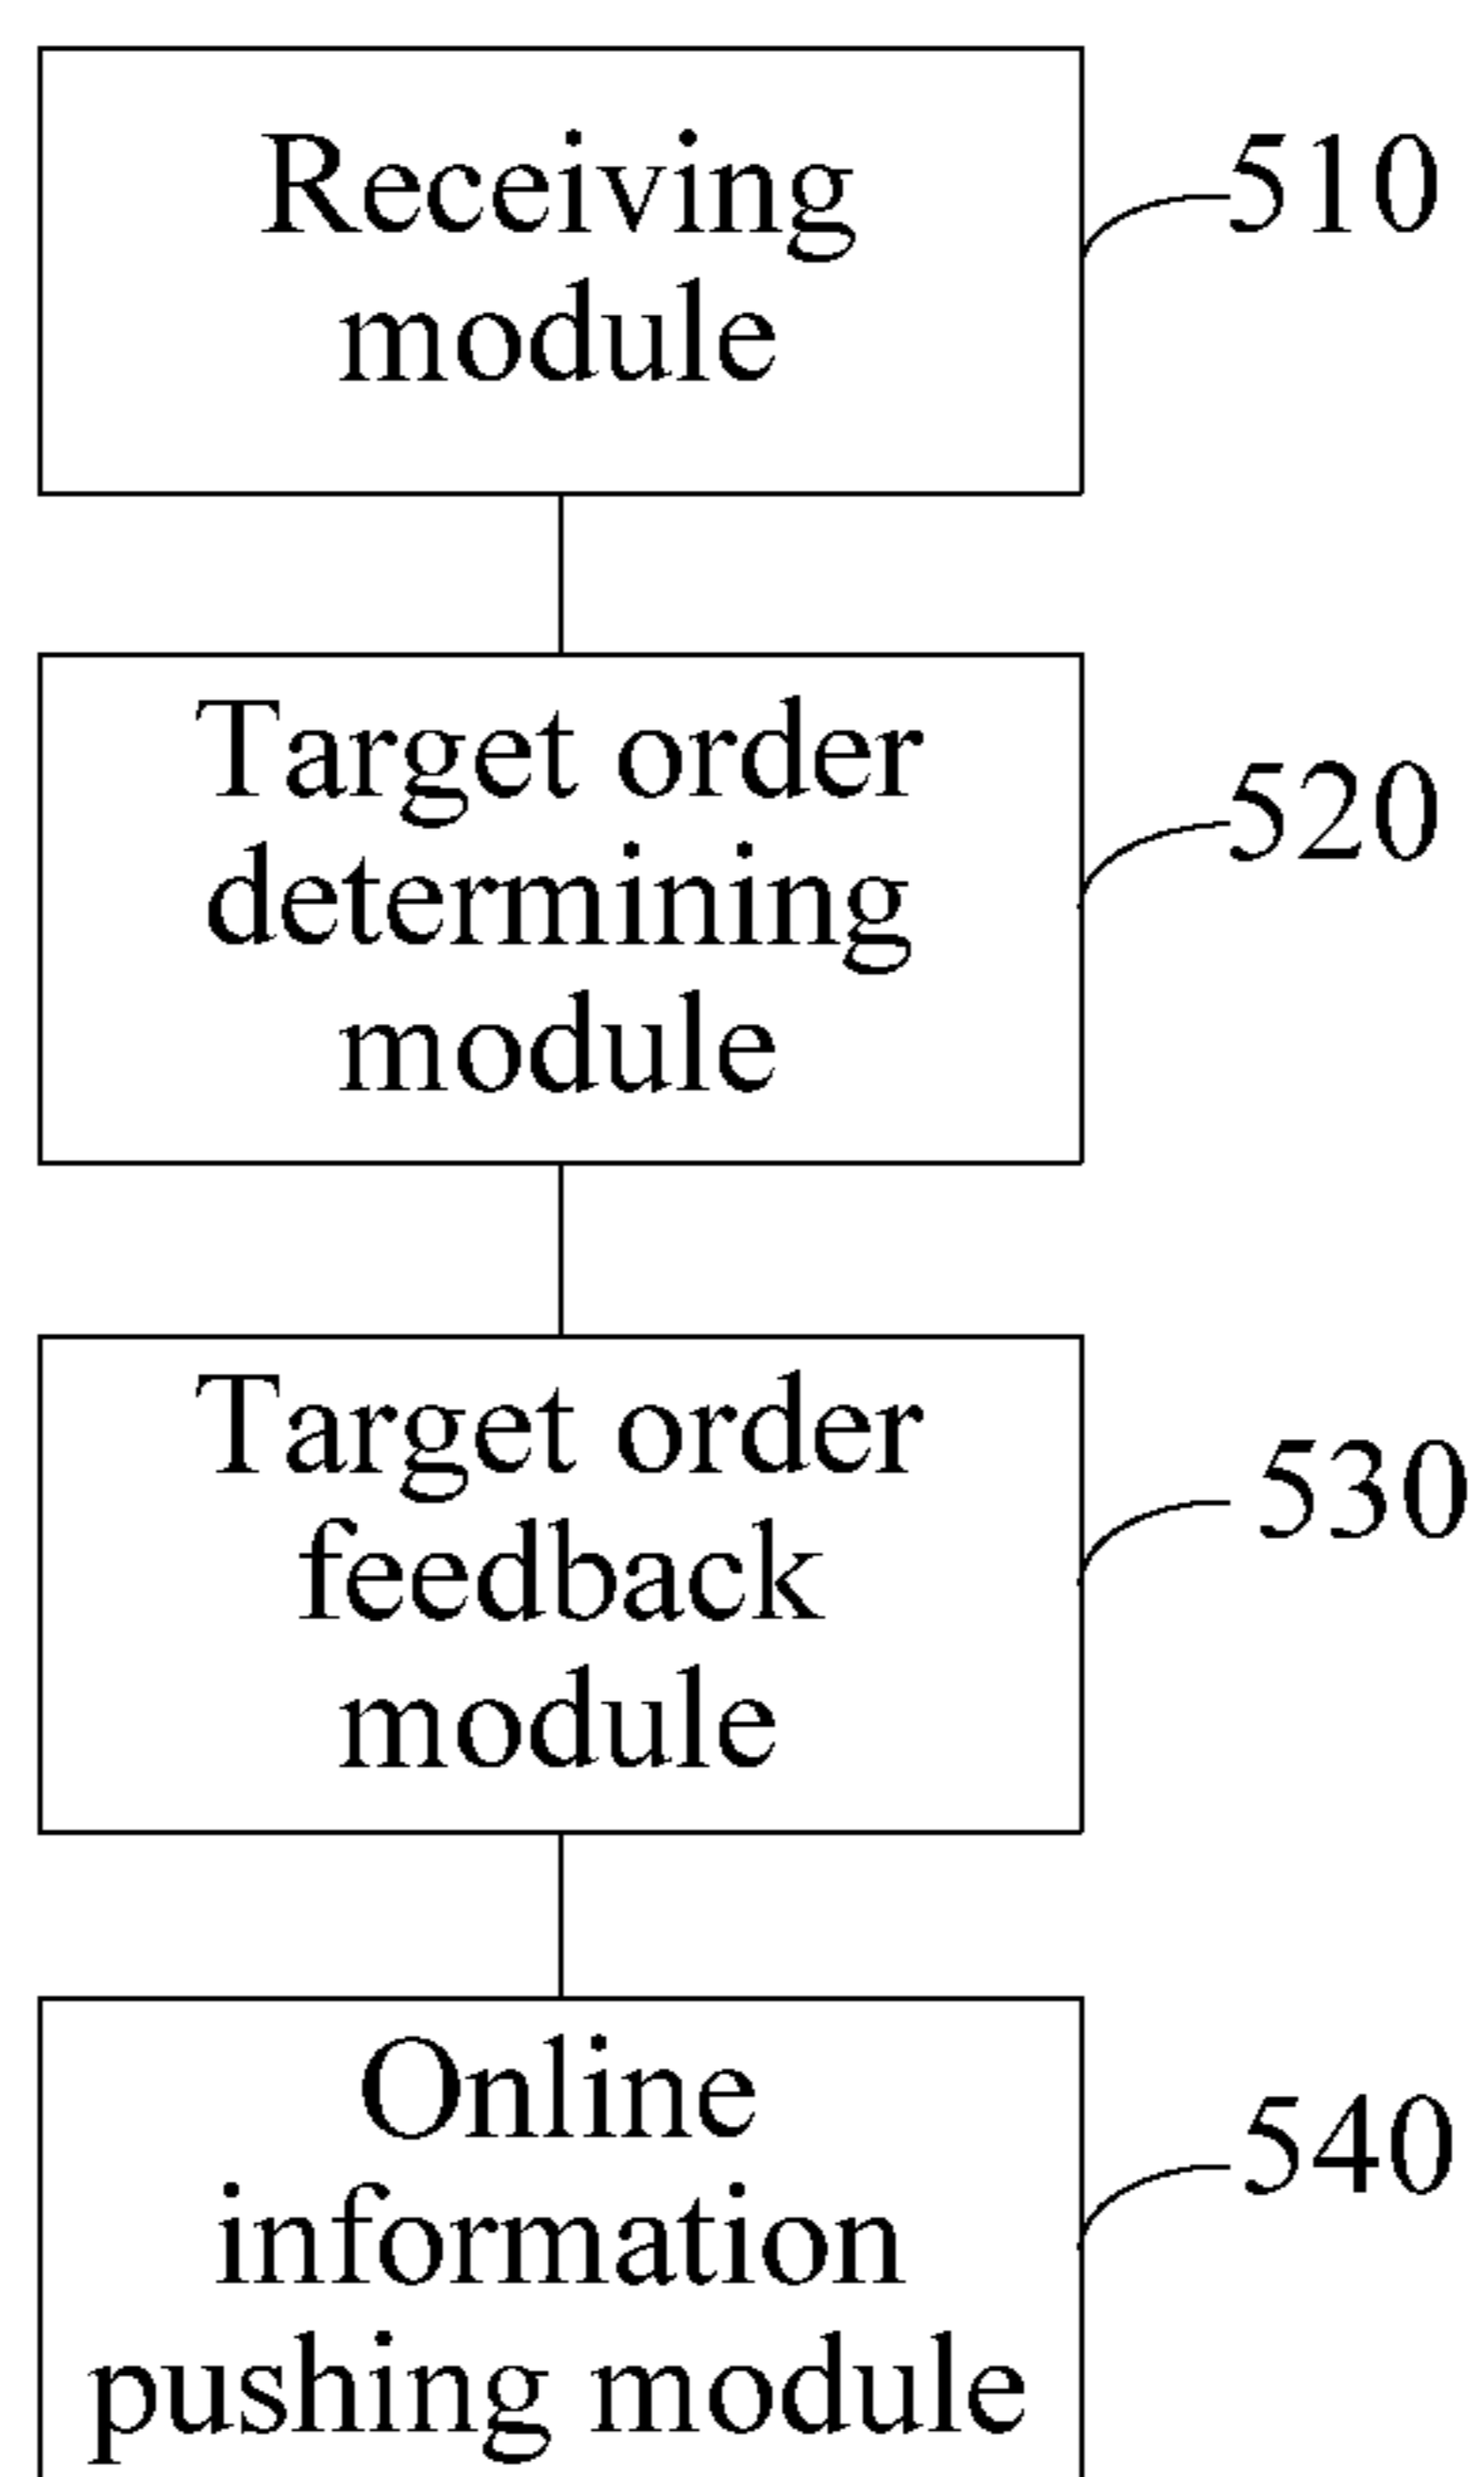 Receiving
module
510
Target order
determining
module
520
Target order
feedback
module
530
Online
information
pushing module
540